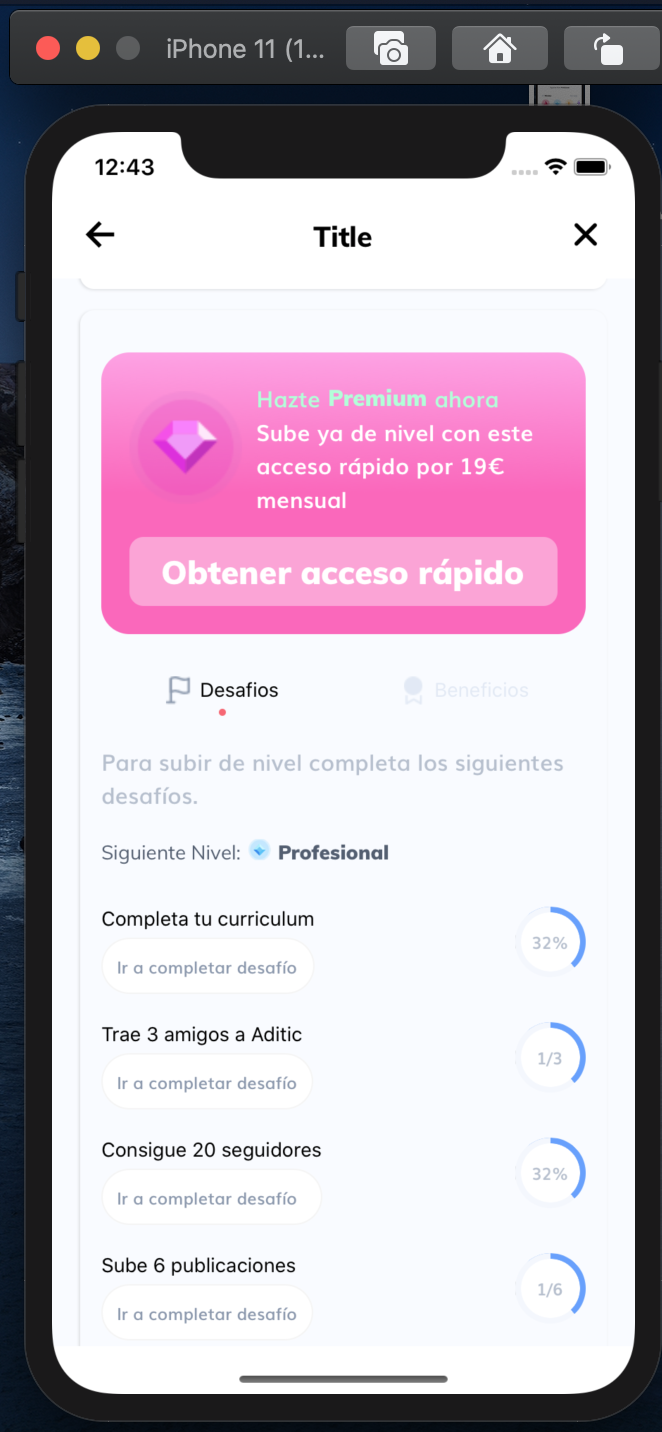 iPhone 11 (1...
12:43
Title
Hazte Premium ahora
Sube ya de nivel con este
acceso rápido por 19€
mensual
Obtener acceso rápido
Desafios
Beneficios
Para subir de nivel completa los siguientes
desafíos.
Siguiente Nivel: Profesional
Completa tu curriculum
32%
Ir a completar desafío
Trae 3 amigos a Aditic
1/3
Ir a completar desafío
Consigue 20 seguidores
32%
Ir a completar desafío
Sube 6 publicaciones
1/6
Ir a completar desafío